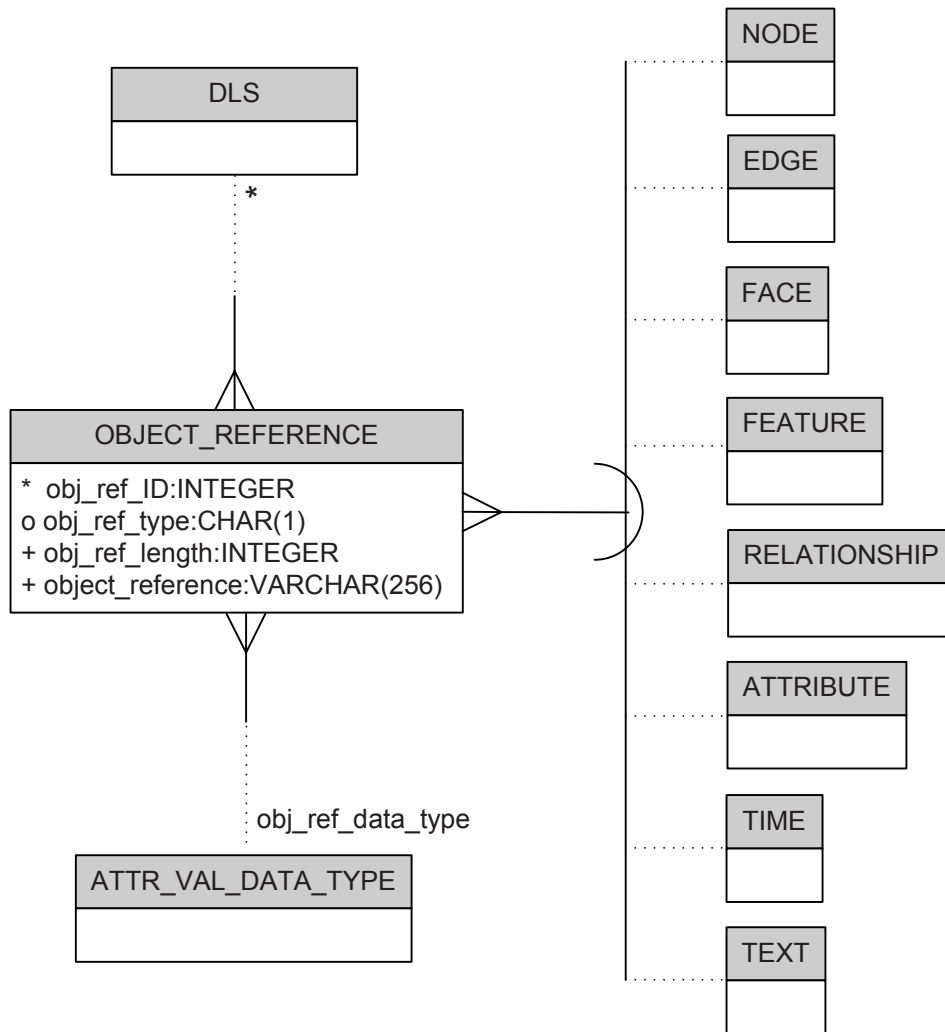 DLS
*
OBJECT_REFERENCE
* obj_ref_ID:INTEGER
o obj_ref_type:CHAR(1)
+ obj_ref_length:INTEGER
+ object_reference:VARCHAR(256)
obj_ref_data_type
ATTR_VAL_DATA_TYPE
NODE
EDGE
FACE
FEATURE
RELATIONSHIP
ATTRIBUTE
TIME
TEXT